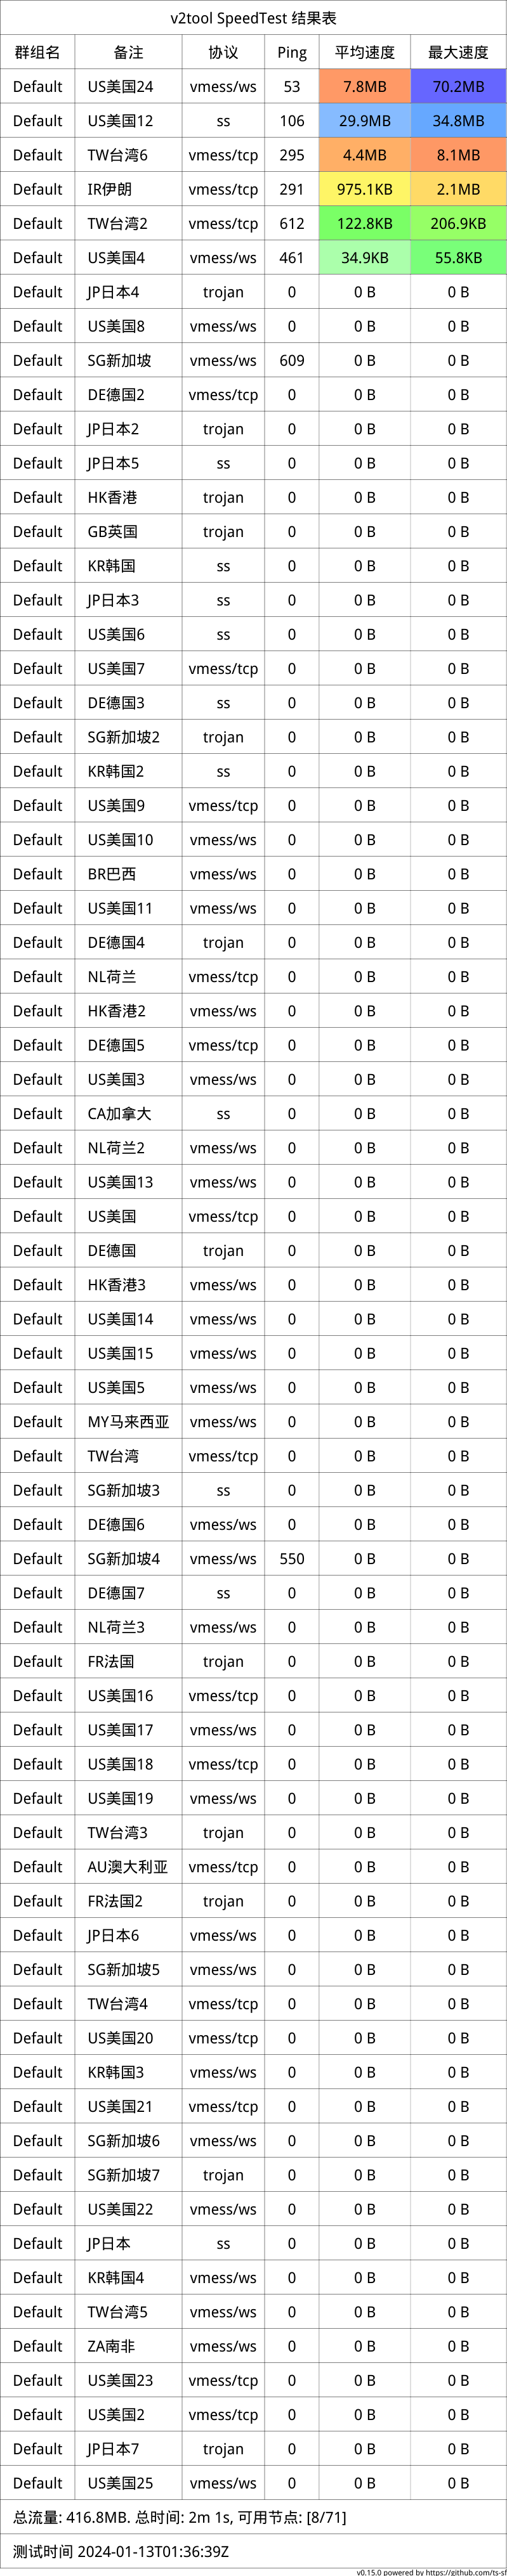 v2tool SpeedTest 结果表
群组名 备注 协议 Ping 平均速度 最大速度
Default US美国24 vmess/ws 53 7.8MB 70.2MB
Default US美国12 ss 106 29.9MB 34.8MB
Default TW台湾6 vmess/tcp 295 4.4MB 8.1MB
Default IR伊朗 vmess/tcp 291 975.1KB 2.1MB
Default TW台湾2 vmess/tcp 612 122.8KB 206.9KB
Default US美国4 vmess/ws 461 34.9KB 55.8KB
Default JP日本4 trojan 0 0 B 0 B
Default US美国8 vmess/ws 0 0 B 0 B
Default SG新加坡 vmess/ws 609 0 B 0 B
Default DE德国2 vmess/tcp 0 0 B 0 B
Default JP日本2 trojan 0 0 B 0 B
Default JP日本5 ss 0 0 B 0 B
Default HK香港 trojan 0 0 B 0 B
Default GB英国 trojan 0 0 B 0 B
Default KR韩国 ss 0 0 B 0 B
Default JP日本3 ss 0 0 B 0 B
Default US美国6 ss 0 0 B 0 B
Default US美国7 vmess/tcp 0 0 B 0 B
Default DE德国3 ss 0 0 B 0 B
Default SG新加坡2 trojan 0 0 B 0 B
Default KR韩国2 ss 0 0 B 0 B
Default US美国9 vmess/tcp 0 0 B 0 B
Default US美国10 vmess/ws 0 0 B 0 B
Default BR巴西 vmess/ws 0 0 B 0 B
Default US美国11 vmess/ws 0 0 B 0 B
Default DE德国4 trojan 0 0 B 0 B
Default NL荷兰 vmess/tcp 0 0 B 0 B
Default HK香港2 vmess/ws 0 0 B 0 B
Default DE德国5 vmess/tcp 0 0 B 0 B
Default US美国3 vmess/ws 0 0 B 0 B
Default CA加拿大 ss 0 0 B 0 B
Default NL荷兰2 vmess/ws 0 0 B 0 B
Default US美国13 vmess/ws 0 0 B 0 B
Default US美国 vmess/tcp 0 0 B 0 B
Default DE德国 trojan 0 0 B 0 B
Default HK香港3 vmess/ws 0 0 B 0 B
Default US美国14 vmess/ws 0 0 B 0 B
Default US美国15 vmess/ws 0 0 B 0 B
Default US美国5 vmess/ws 0 0 B 0 B
Default MY马来西亚 vmess/ws 0 0 B 0 B
Default TW台湾 vmess/tcp 0 0 B 0 B
Default SG新加坡3 ss 0 0 B 0 B
Default DE德国6 vmess/ws 0 0 B 0 B
Default SG新加坡4 vmess/ws 550 0 B 0 B
Default DE德国7 ss 0 0 B 0 B
Default NL荷兰3 vmess/ws 0 0 B 0 B
Default FR法国 trojan 0 0 B 0 B
Default US美国16 vmess/tcp 0 0 B 0 B
Default US美国17 vmess/ws 0 0 B 0 B
Default US美国18 vmess/tcp 0 0 B 0 B
Default US美国19 vmess/ws 0 0 B 0 B
Default TW台湾3 trojan 0 0 B 0 B
Default AU澳大利亚 vmess/tcp 0 0 B 0 B
Default FR法国2 trojan 0 0 B 0 B
Default JP日本6 vmess/ws 0 0 B 0 B
Default SG新加坡5 vmess/ws 0 0 B 0 B
Default TW台湾4 vmess/tcp 0 0 B 0 B
Default US美国20 vmess/tcp 0 0 B 0 B
Default KR韩国3 vmess/ws 0 0 B 0 B
Default US美国21 vmess/tcp 0 0 B 0 B
Default SG新加坡6 vmess/ws 0 0 B 0 B
Default SG新加坡7 trojan 0 0 B 0 B
Default US美国22 vmess/ws 0 0 B 0 B
Default JP日本 ss 0 0 B 0 B
Default KR韩国4 vmess/ws 0 0 B 0 B
Default TW台湾5 vmess/ws 0 0 B 0 B
Default ZA南非 vmess/ws 0 0 B 0 B
Default US美国23 vmess/tcp 0 0 B 0 B
Default US美国2 vmess/tcp 0 0 B 0 B
Default JP日本7 trojan 0 0 B 0 B
Default US美国25 vmess/ws 0 0 B 0 B
总流量: 416.8MB. 总时间: 2m 1s, 可用节点: [8/71]
测试时间 2024-01-13T01:36:39Z
v0.15.0 powered by https://github.com/ts-sf